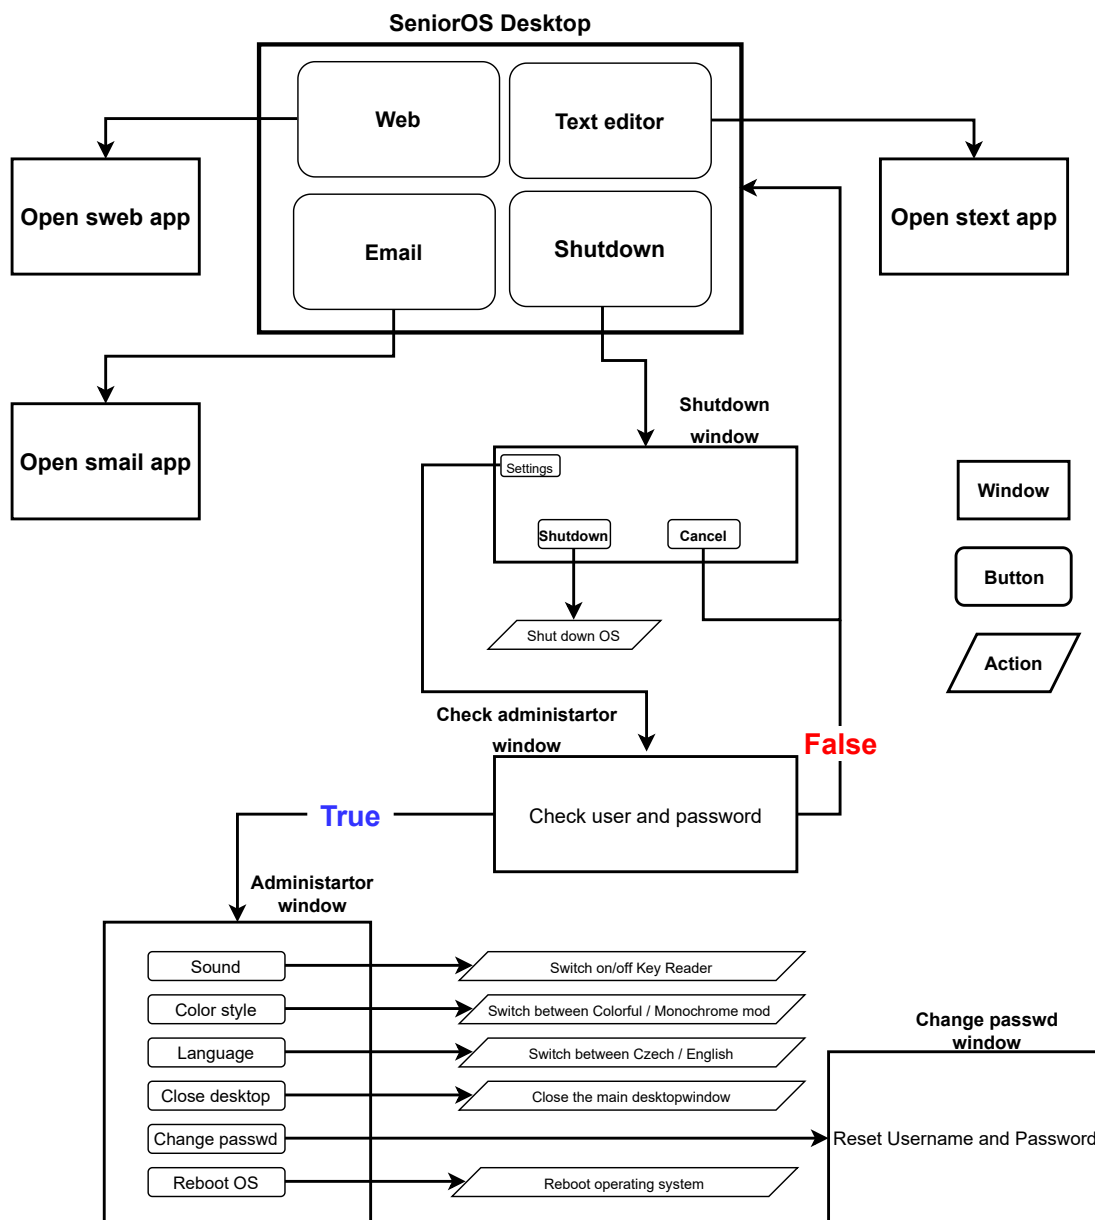 SeniorOS Desktop
Web
Text editor
Open sweb app
Open stext app
Email
Shutdown
Open smail app
Shutdown
window
Settings
Shutdown
Cancel
Window
Button
Action
Shut down OS
Check administartor
window
False
True
Check user and password
Administartor
window
Sound
Switch on/off Key Reader
Color style
Switch between Colorful / Monochrome mod
Language
Switch between Czech / English
Close desktop
Close the main desktopwindow
Change passwd
Reboot OS
Reboot operating system
Change passwd
window
Reset Username and Password